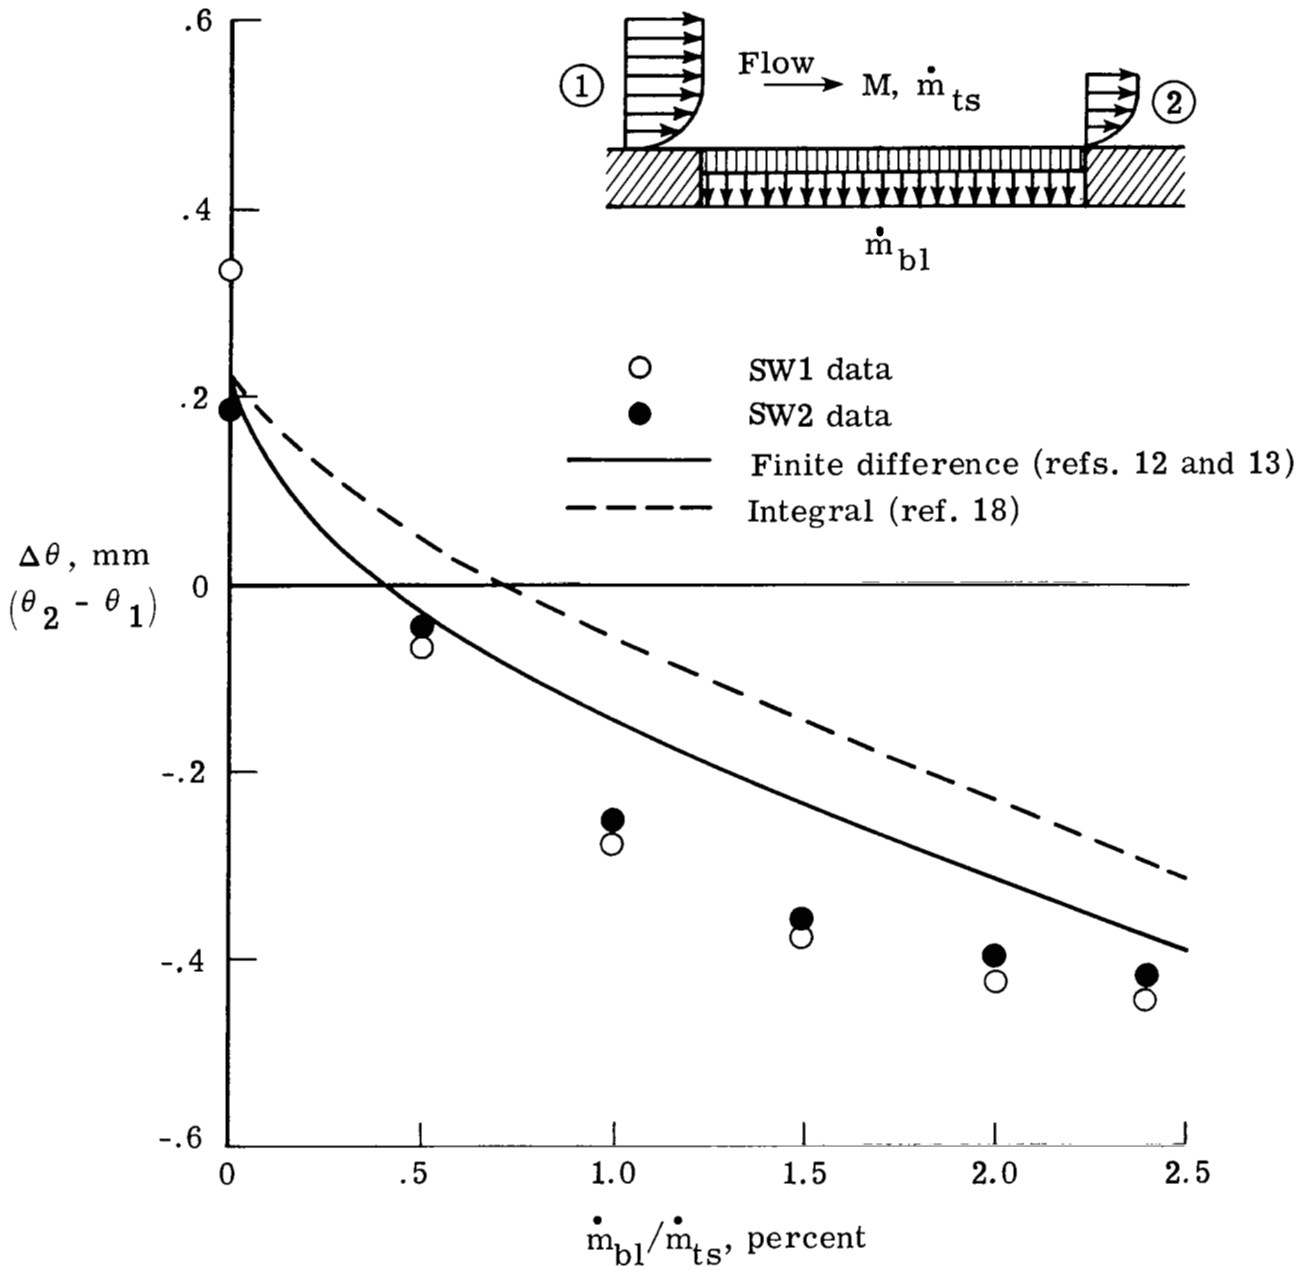 .6
1
Flow
M, ṁts
2
.4
ṁbl
SW1 data
.2
SW2 data
Finite difference (refs. 12 and 13)
Integral (ref. 18)
Δθ, mm
(θ2 - θ1)
0
-.2
-.4
-.6
0 .5 1.0 1.5 2.0 2.5
ṁbl/ṁts, percent